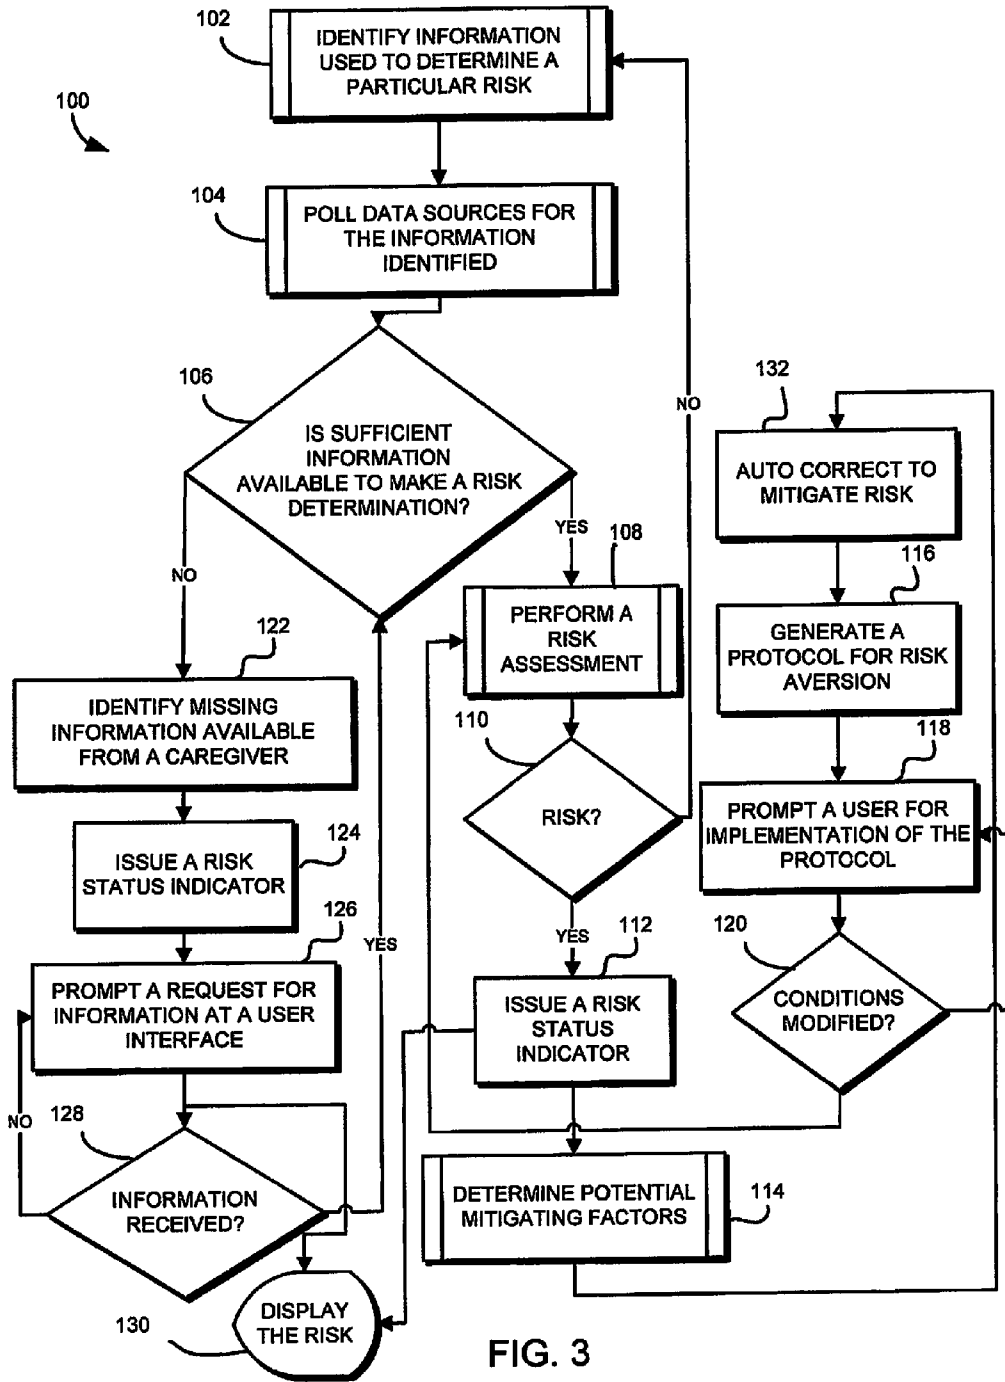 102
IDENTIFY INFORMATION
USED TO DETERMINE A
PARTICULAR RISK
100
104
POLL DATA SOURCES FOR
THE INFORMATION
IDENTIFIED
106
IS SUFFICIENT
INFORMATION
AVAILABLE TO MAKE A RISK
DETERMINATION?
NO
YES
NO
132
AUTO CORRECT TO
MITIGATE RISK
108
PERFORM A
RISK
ASSESSMENT
116
GENERATE A
PROTOCOL FOR RISK
AVERSION
122
IDENTIFY MISSING
INFORMATION AVAILABLE
FROM A CAREGIVER
110
RISK?
118
PROMPT A USER FOR
IMPLEMENTATION OF THE
PROTOCOL
124
ISSUE A RISK
STATUS INDICATOR
126
PROMPT A REQUEST FOR
INFORMATION AT A USER
INTERFACE
YES
YES
112
ISSUE A RISK
STATUS
INDICATOR
120
CONDITIONS
MODIFIED?
NO
128
INFORMATION
RECEIVED?
DETERMINE POTENTIAL
MITIGATING FACTORS
114
DISPLAY
THE RISK
130
FIG. 3